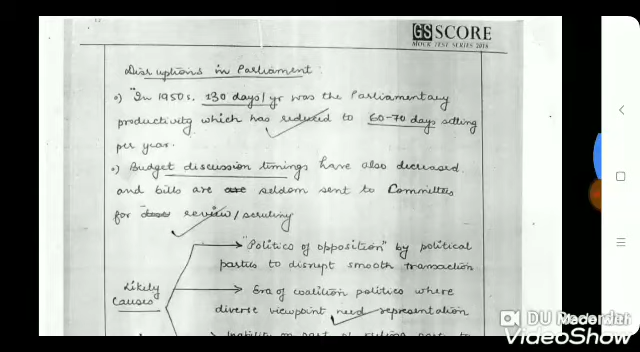 GSSCORE
MOCK TEST SERIES 2018
Disruptions in Parliament:
o) "In 1950s, 130 days/yr was the Parliamentary
productivity which has reduced to 60-70 days sitting
per year.
o) Budget discussion timings have also decreased
and bills are seldom sent to Committees
for review/scrutiny
"Politics of opposition" by political
parties to disrupt smooth transaction
Likely
Causes
Era of coalition politics where
diverse viewpoint need representation
DU Recorder
Made with
VideoShow